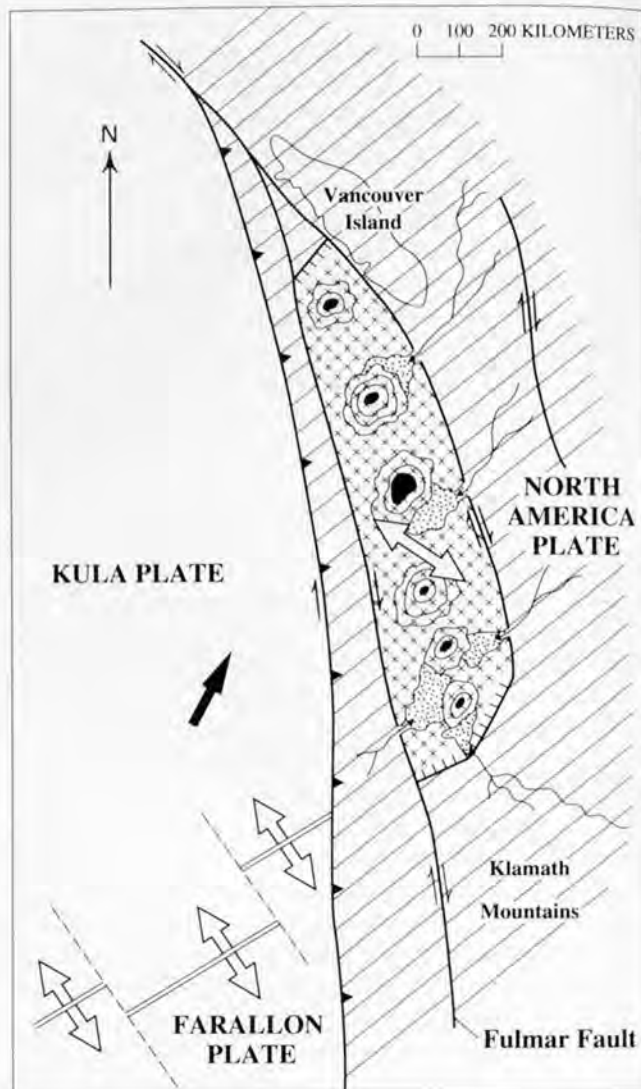 0 100 200 KILOMETERS
N
Vancouver
Island
NORTH
AMERICA
PLATE
KULA PLATE
Klamath
Mountains
FARALLON
PLATE
Fulmar Fault